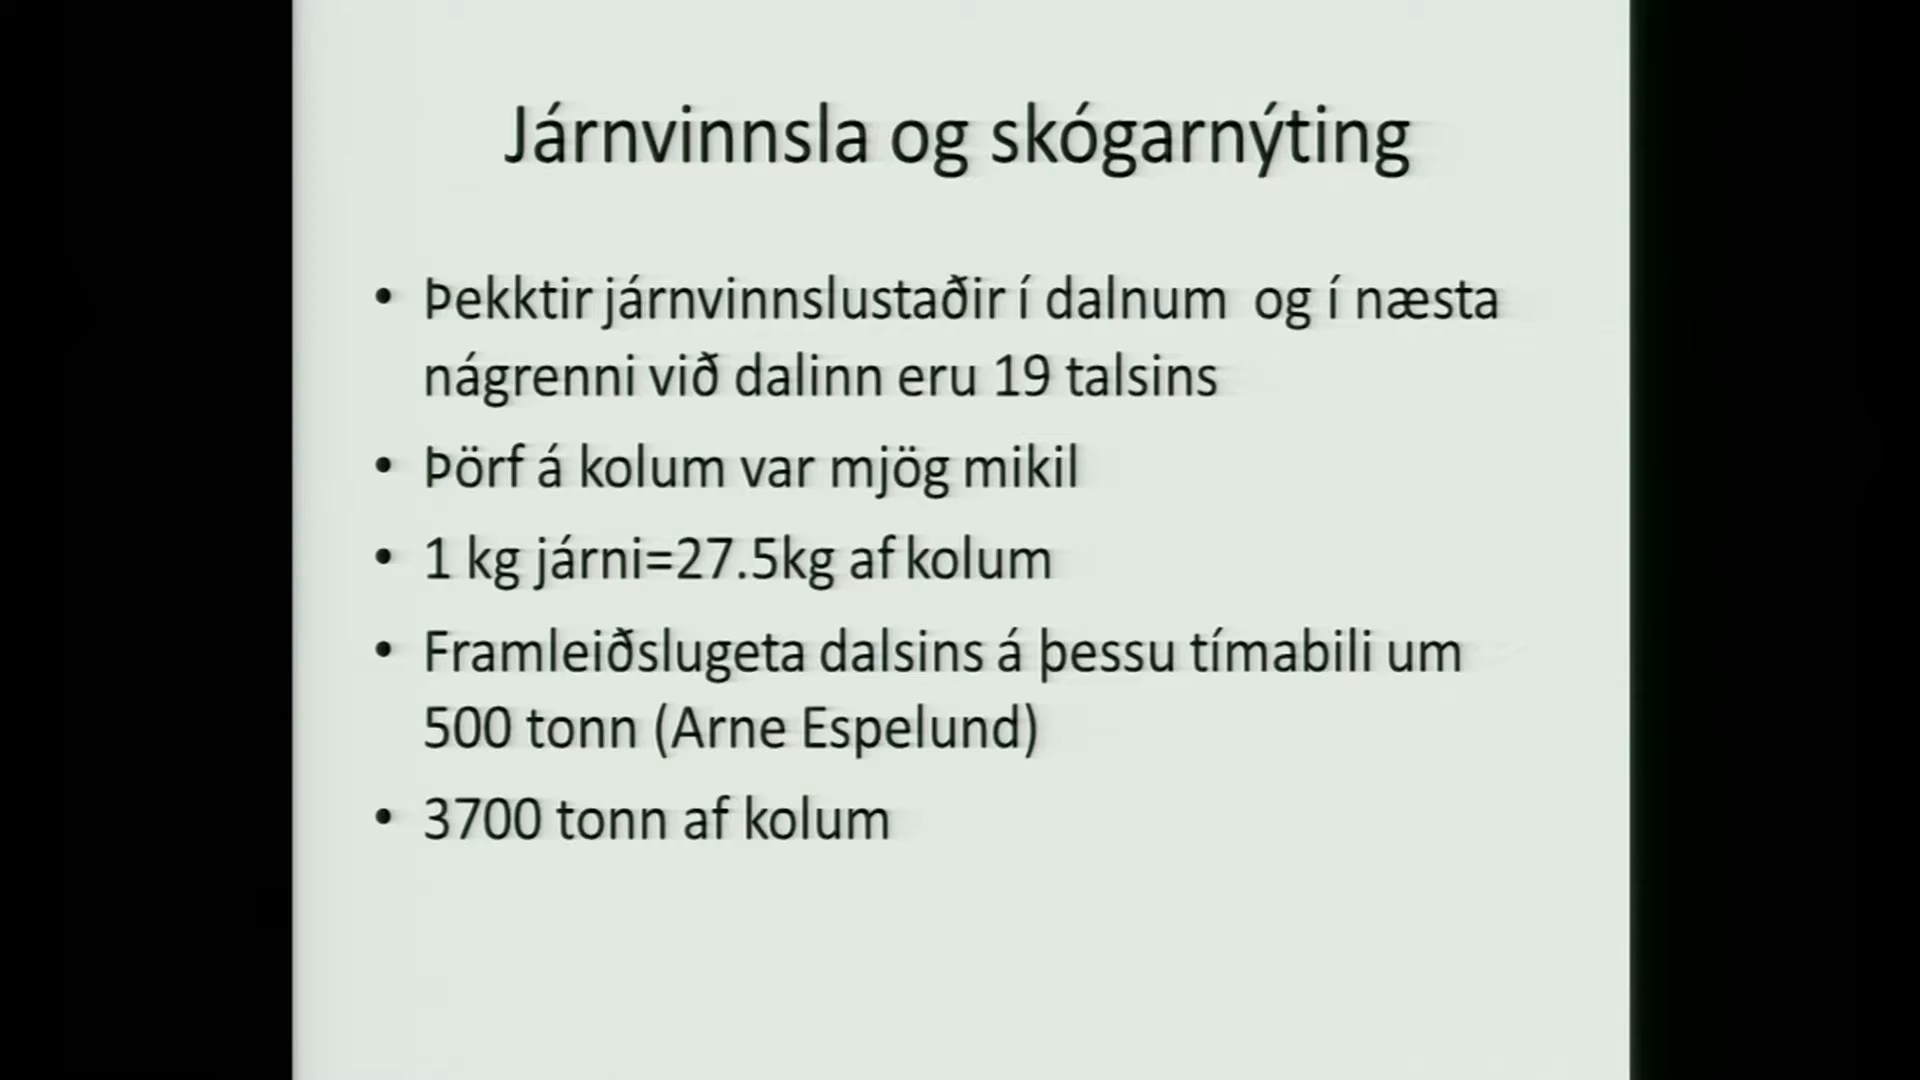 Járnvinnsla og skógarnýting
• Þekktir járnvinnslustaðir í dalnum og í næsta
nágrenni við dalinn eru 19 talsins
• Þörf á kolum var mjög mikil
• 1 kg járni=27.5kg af kolum
• Framleiðslugeta dalsins á þessu tímabili um
500 tonn (Arne Espelund)
• 3700 tonn af kolum